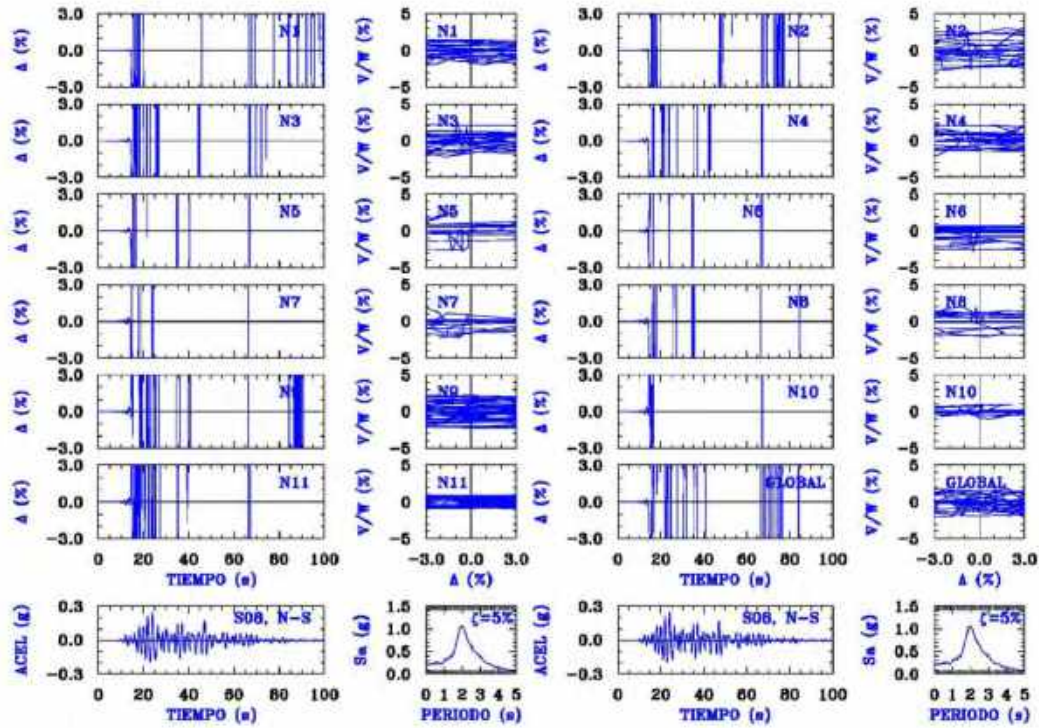 3.0 5 3.0 5
Δ (%) 0.0 N1 V/W (%) 0 N1 Δ (%) 0.0 N2 V/W (%) 0 N2
−3.0 −5 −3.0 −5
3.0 5 3.0 5
Δ (%) 0.0 N3 V/W (%) 0 N3 Δ (%) 0.0 N4 V/W (%) 0 N4
−3.0 −5 −3.0 −5
3.0 5 3.0 5
Δ (%) 0.0 N5 V/W (%) 0 N5 Δ (%) 0.0 N6 V/W (%) 0 N6
−3.0 −5 −3.0 −5
3.0 5 3.0 5
Δ (%) 0.0 N7 V/W (%) 0 N7 Δ (%) 0.0 N8 V/W (%) 0 N8
−3.0 −5 −3.0 −5
3.0 5 3.0 5
Δ (%) 0.0 N9 V/W (%) 0 N9 Δ (%) 0.0 N10 V/W (%) 0 N10
−3.0 −5 −3.0 −5
3.0 5 3.0 5
Δ (%) 0.0 N11 V/W (%) 0 N11 Δ (%) 0.0 GLOBAL V/W (%) 0 GLOBAL
−3.0 −5 −3.0 −5
0 20 40 60 80 100 −3.0 0.0 3.0 0 20 40 60 80 100 −3.0 0.0 3.0
TIEMPO (s) Δ (%) TIEMPO (s) Δ (%)
0.3 1.5 0.3 1.5
ACEL (g) 0.0 S08, N−S Sa (g) 1.0 0.5 ζ=5% ACEL (g) 0.0 S08, N−S Sa (g) 1.0 0.5 ζ=5%
−0.3 0.0 −0.3 0.0
0 20 40 60 80 100 0 1 2 3 4 5 0 20 40 60 80 100 0 1 2 3 4 5
TIEMPO (s) PERIODO (s) TIEMPO (s) PERIODO (s)